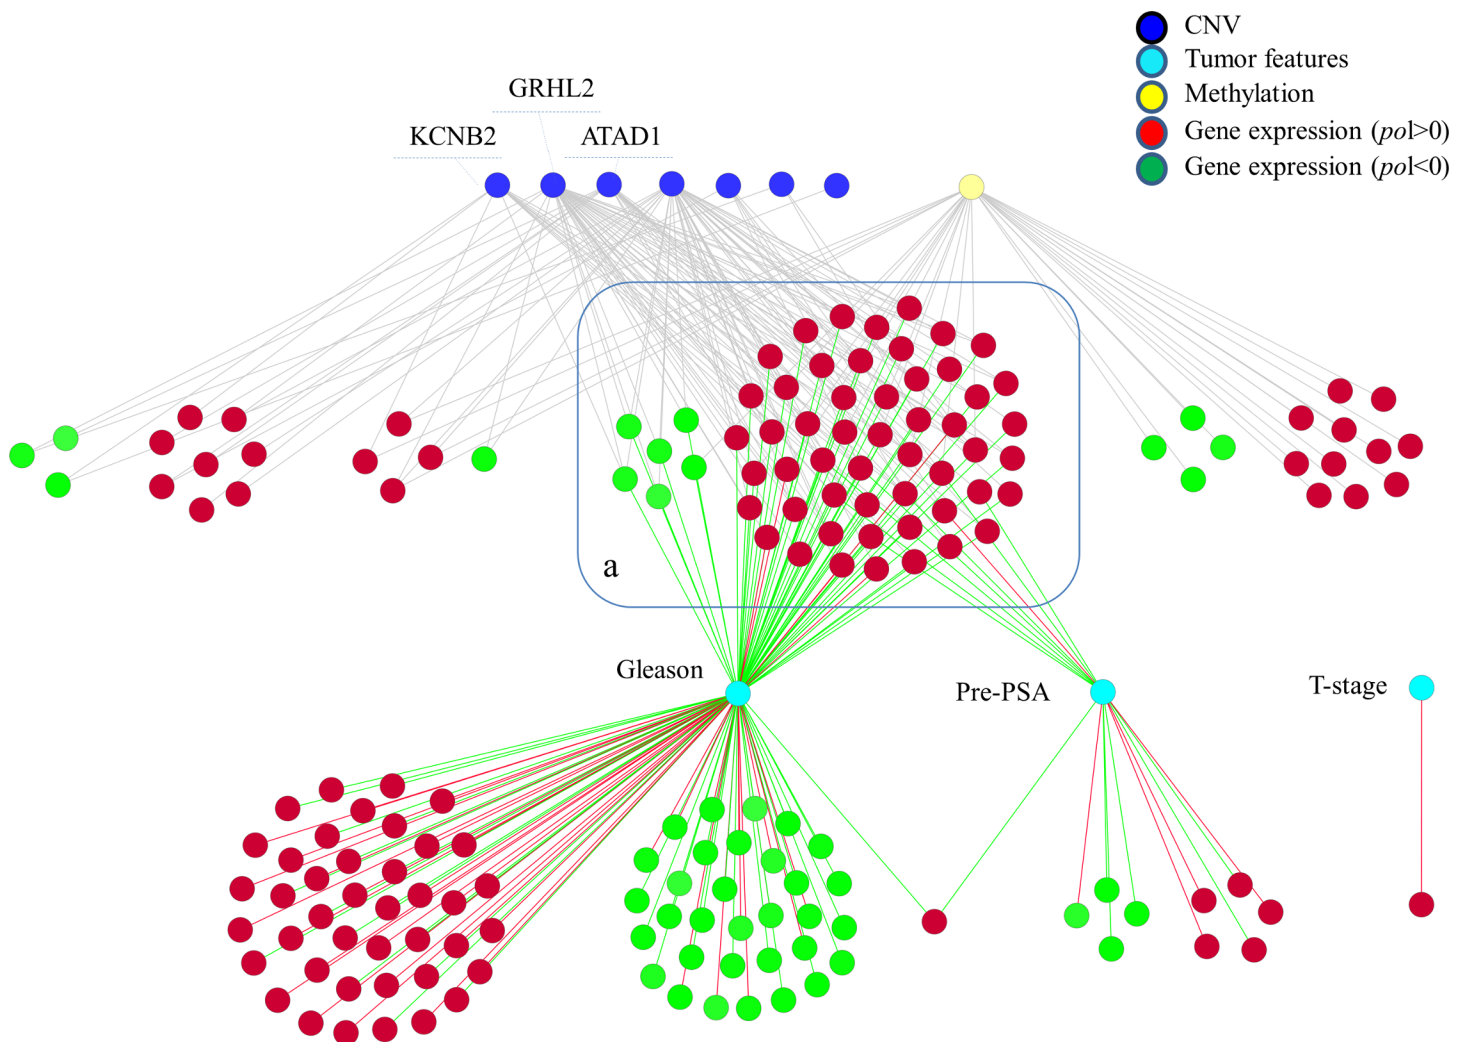 CNV
Tumor features
Methylation
Gene expression (pol>0)
Gene expression (pol<0)
GRHL2
KCNB2
ATAD1
a
Gleason
Pre-PSA
T-stage